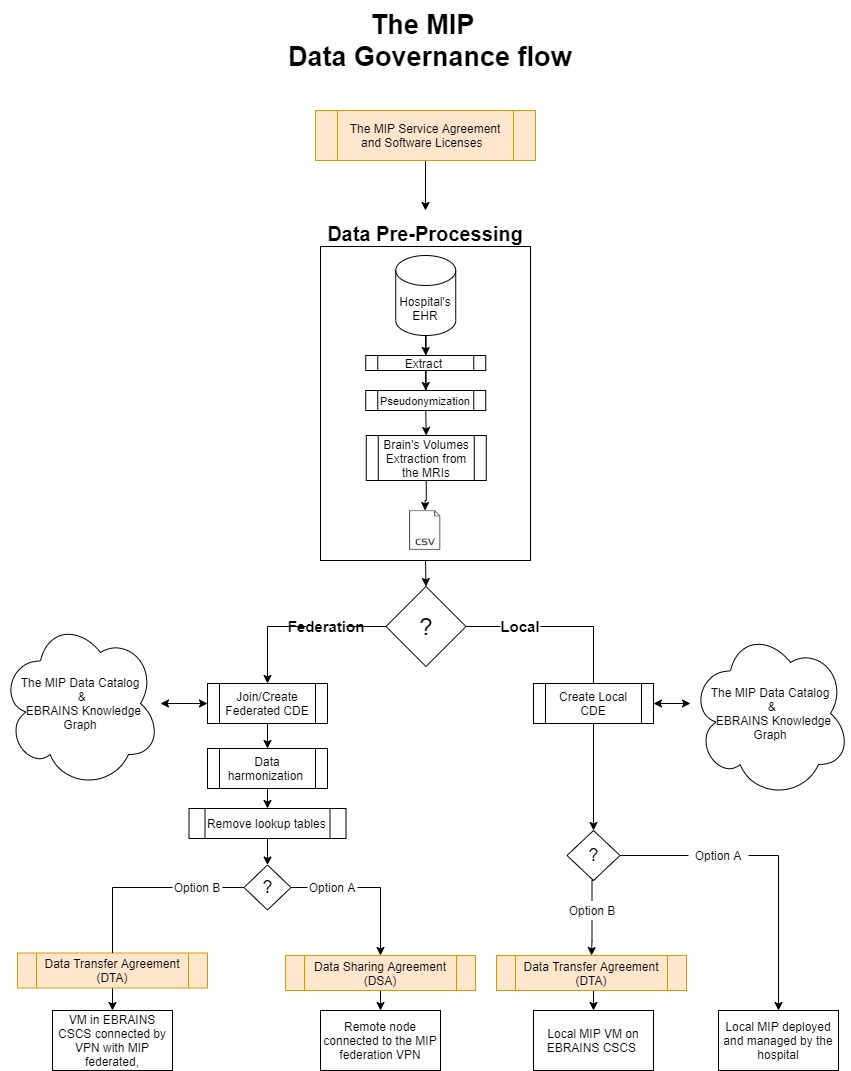 The MIP
Data Governance flow
The MIP Service Agreement
and Software Licenses
Data Pre-Processing
Hospital's
EHR
Extract
Pseudonymization
Brain's Volumes
Extraction from
the MRIs
CSV
?
Federation
Local
The MIP Data Catalog
&
EBRAINS Knowledge
Graph
Join/Create
Federated CDE
Create Local
CDE
The MIP Data Catalog
&
EBRAINS Knowledge
Graph
Data
harmonization
Remove lookup tables
?
Option B
Option A
?
Option A
Option B
Data Transfer Agreement
(DTA)
Data Sharing Agreement
(DSA)
Data Transfer Agreement
(DTA)
VM in EBRAINS
CSCS connected by
VPN with MIP
federated,
Remote node
connected to the MIP
federation VPN
Local MIP VM on
EBRAINS CSCS
Local MIP deployed
and managed by the
hospital